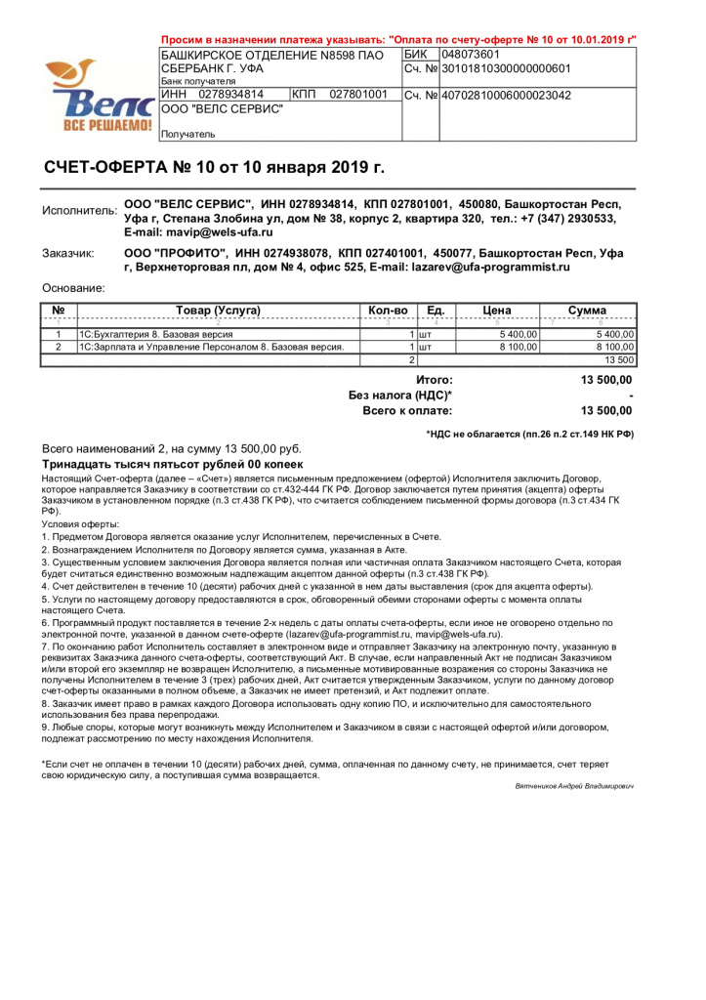 Просим в назначении платежа указывать: "Оплата по счету-оферте № 10 от 10.01.2019 г"
Велс
ВСЕ РЕШАЕМО!
БАШКИРСКОЕ ОТДЕЛЕНИЕ N8598 ПАО
СБЕРБАНК Г. УФА
Банк получателя
БИК 048073601
Сч. № 30101810300000000601
ИНН 0278934814 КПП 027801001 Сч. № 40702810006000023042
ООО "ВЕЛС СЕРВИС"
Получатель
СЧЕТ-ОФЕРТА № 10 от 10 января 2019 г.
Исполнитель: ООО "ВЕЛС СЕРВИС", ИНН 0278934814, КПП 027801001, 450080, Башкортостан Респ,
Уфа г, Степана Злобина ул, дом № 38, корпус 2, квартира 320, тел.: +7 (347) 2930533,
E-mail: mavip@wels-ufa.ru
Заказчик: ООО "ПРОФИТО", ИНН 0274938078, КПП 027401001, 450077, Башкортостан Респ, Уфа
г, Верхнеторговая пл, дом № 4, офис 525, E-mail: lazarev@ufa-programmist.ru
Основание:
№ Товар (Услуга) Кол-во Ед. Цена Сумма
1 2 3 4 5 7 6
1 1С:Бухгалтерия 8. Базовая версия 1 шт 5 400,00 5 400,00
2 1С:Зарплата и Управление Персоналом 8. Базовая версия. 1 шт 8 100,00 8 100,00
2 13 500
Итого: 13 500,00
Без налога (НДС)* -
Всего к оплате: 13 500,00
*НДС не облагается (пп.26 п.2 ст.149 НК РФ)
Всего наименований 2, на сумму 13 500,00 руб.
Тринадцать тысяч пятьсот рублей 00 копеек
Настоящий Счет-оферта (далее – «Счет») является письменным предложением (офертой) Исполнителя заключить Договор,
которое направляется Заказчику в соответствии со ст.432-444 ГК РФ. Договор заключается путем принятия (акцепта) оферты
Заказчиком в установленном порядке (п.3 ст.438 ГК РФ), что считается соблюдением письменной формы договора (п.3 ст.434 ГК
РФ).
Условия оферты:
1. Предметом Договора является оказание услуг Исполнителем, перечисленных в Счете.
2. Вознаграждением Исполнителя по Договору является сумма, указанная в Акте.
3. Существенным условием заключения Договора является полная или частичная оплата Заказчиком настоящего Счета, которая
будет считаться единственно возможным надлежащим акцептом данной оферты (п.3 ст.438 ГК РФ).
4. Счет действителен в течение 10 (десяти) рабочих дней с указанной в нем даты выставления (срок для акцепта оферты).
5. Услуги по настоящему договору предоставляются в срок, обговоренный обеими сторонами оферты с момента оплаты
настоящего Счета.
6. Программный продукт поставляется в течение 2-х недель с даты оплаты счета-оферты, если иное не оговорено отдельно по
электронной почте, указанной в данном счете-оферте (lazarev@ufa-programmist.ru, mavip@wels-ufa.ru).
7. По окончанию работ Исполнитель составляет в электронном виде и отправляет Заказчику на электронную почту, указанную в
реквизитах Заказчика данного счета-оферты, соответствующий Акт. В случае, если направленный Акт не подписан Заказчиком
и/или второй его экземпляр не возвращен Исполнителю, а письменные мотивированные возражения со стороны Заказчика не
получены Исполнителем в течение 3 (трех) рабочих дней, Акт считается утвержденным Заказчиком, услуги по данному договору
счет-оферты оказанными в полном объеме, а Заказчик не имеет претензий, и Акт подлежит оплате.
8. Заказчик имеет право в рамках каждого Договора использовать одну копию ПО, и исключительно для самостоятельного
использования без права перепродажи.
9. Любые споры, которые могут возникнуть между Исполнителем и Заказчиком в связи с настоящей офертой и/или договором,
подлежат рассмотрению по месту нахождения Исполнителя.
*Если счет не оплачен в течении 10 (десяти) рабочих дней, сумма, оплаченная по данному счету, не принимается, счет теряет
свою юридическую силу, а поступившая сумма возвращается.
Вятчеников Андрей Владимирович